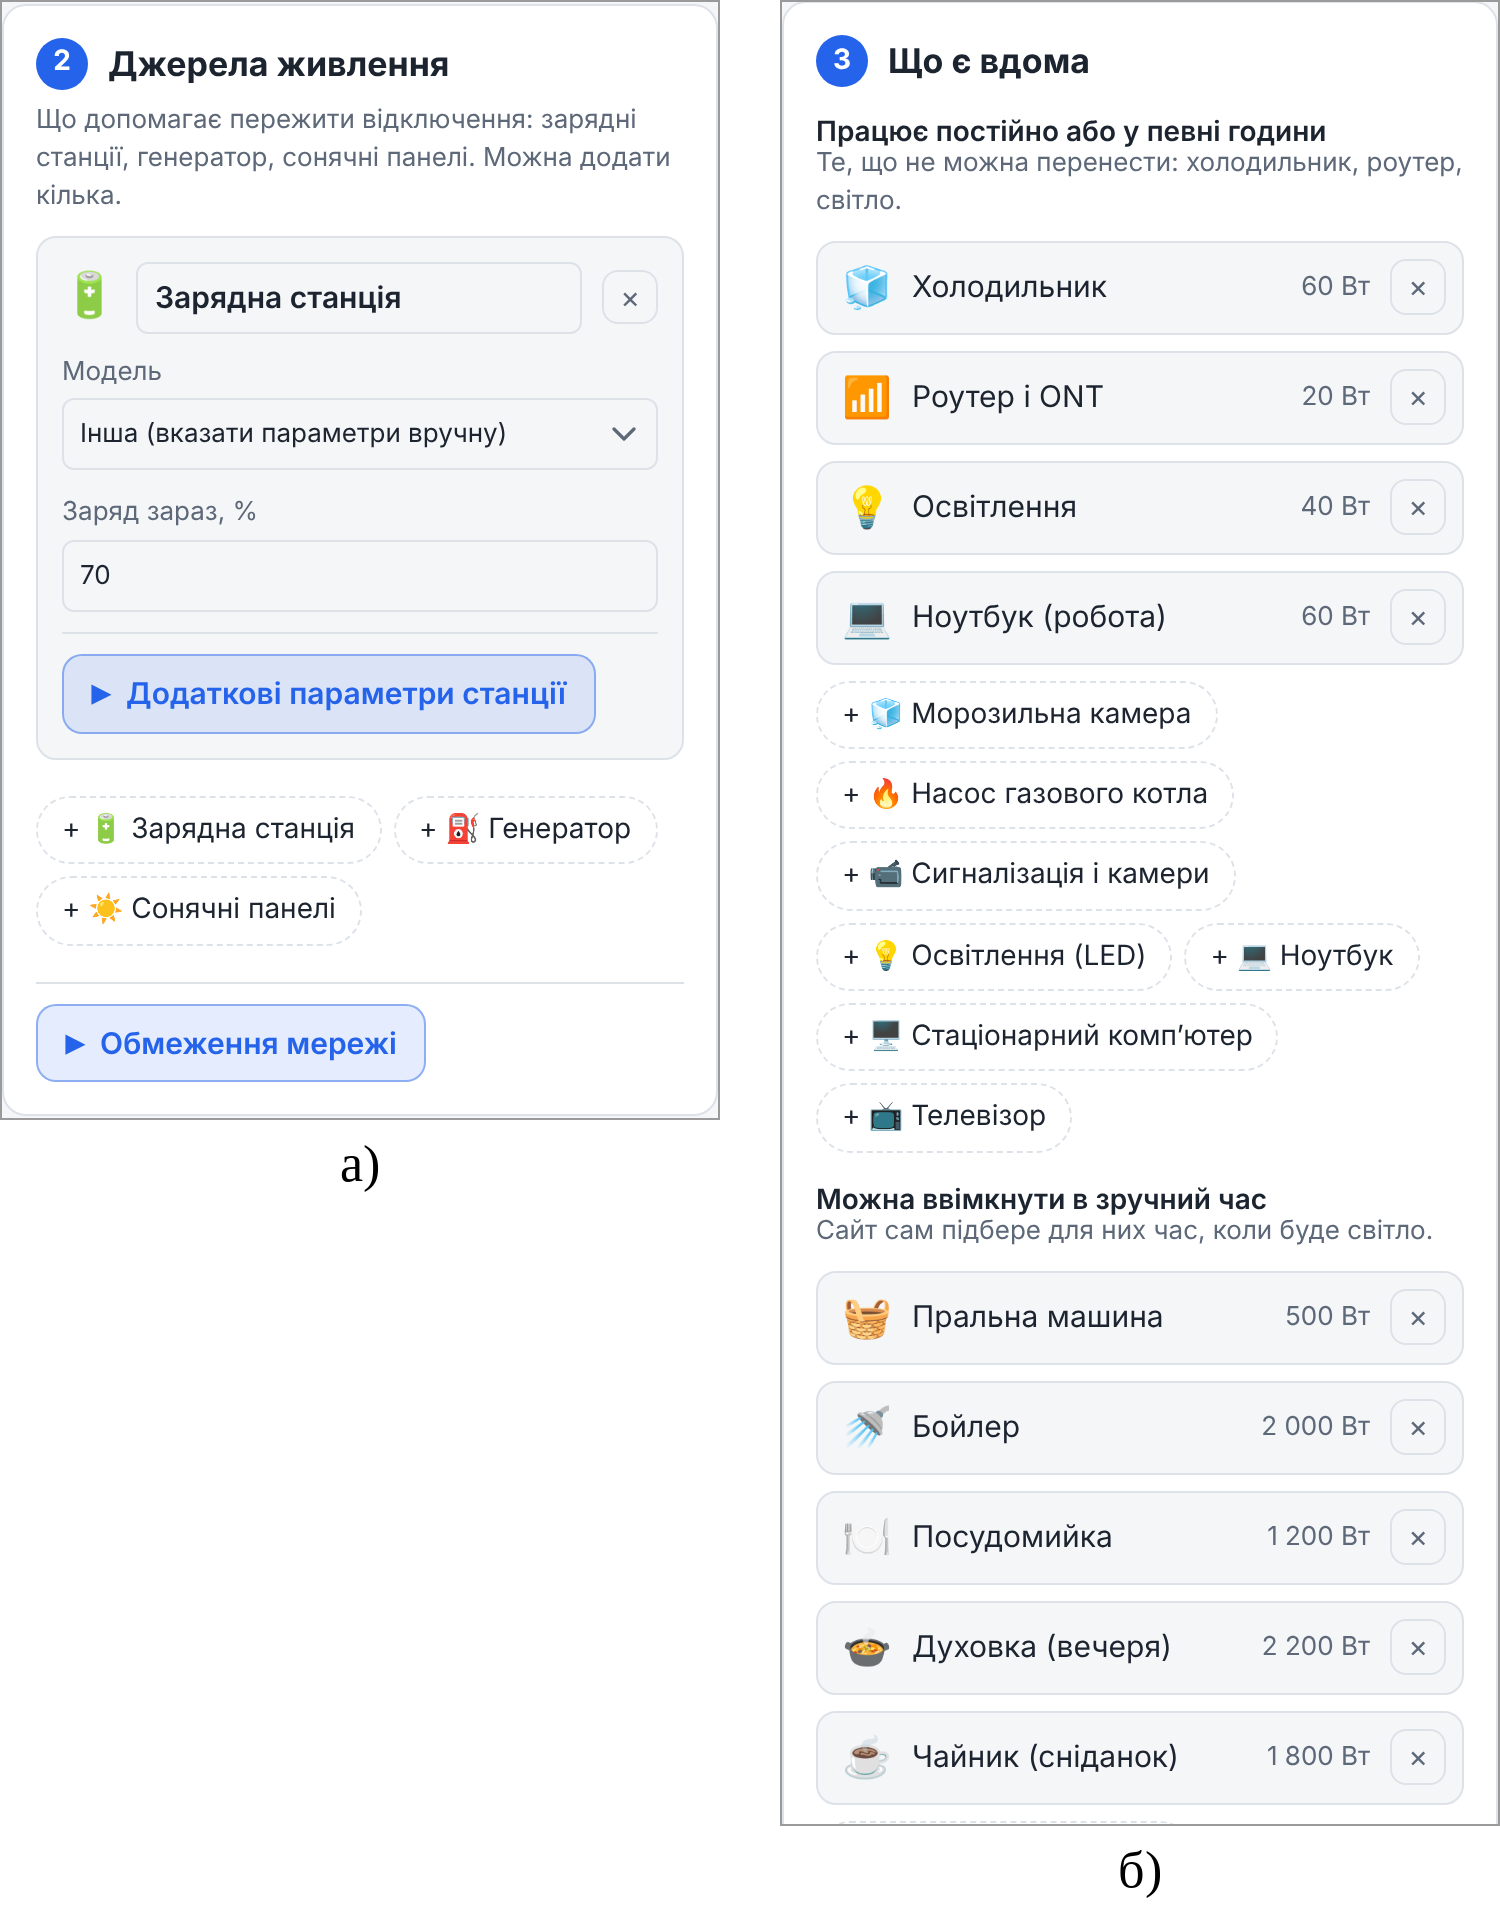 2 Джерела живлення
Що допомагає пережити відключення: зарядні
станції, генератор, сонячні панелі. Можна додати
кілька.
Зарядна станція ×
Модель
Інша (вказати параметри вручну)
Заряд зараз, %
70
▶ Додаткові параметри станції
+ Зарядна станція + Генератор
+ Сонячні панелі
▶ Обмеження мережі
а)
3 Що є вдома
Працює постійно або у певні години
Те, що не можна перенести: холодильник, роутер,
світло.
Холодильник 60 Вт ×
Роутер і ONT 20 Вт ×
Освітлення 40 Вт ×
Ноутбук (робота) 60 Вт ×
+ Морозильна камера
+ Насос газового котла
+ Сигналізація і камери
+ Освітлення (LED) + Ноутбук
+ Стаціонарний комп’ютер
+ Телевізор
Можна ввімкнути в зручний час
Сайт сам підбере для них час, коли буде світло.
Пральна машина 500 Вт ×
Бойлер 2 000 Вт ×
Посудомийка 1 200 Вт ×
Духовка (вечеря) 2 200 Вт ×
Чайник (сніданок) 1 800 Вт ×
б)